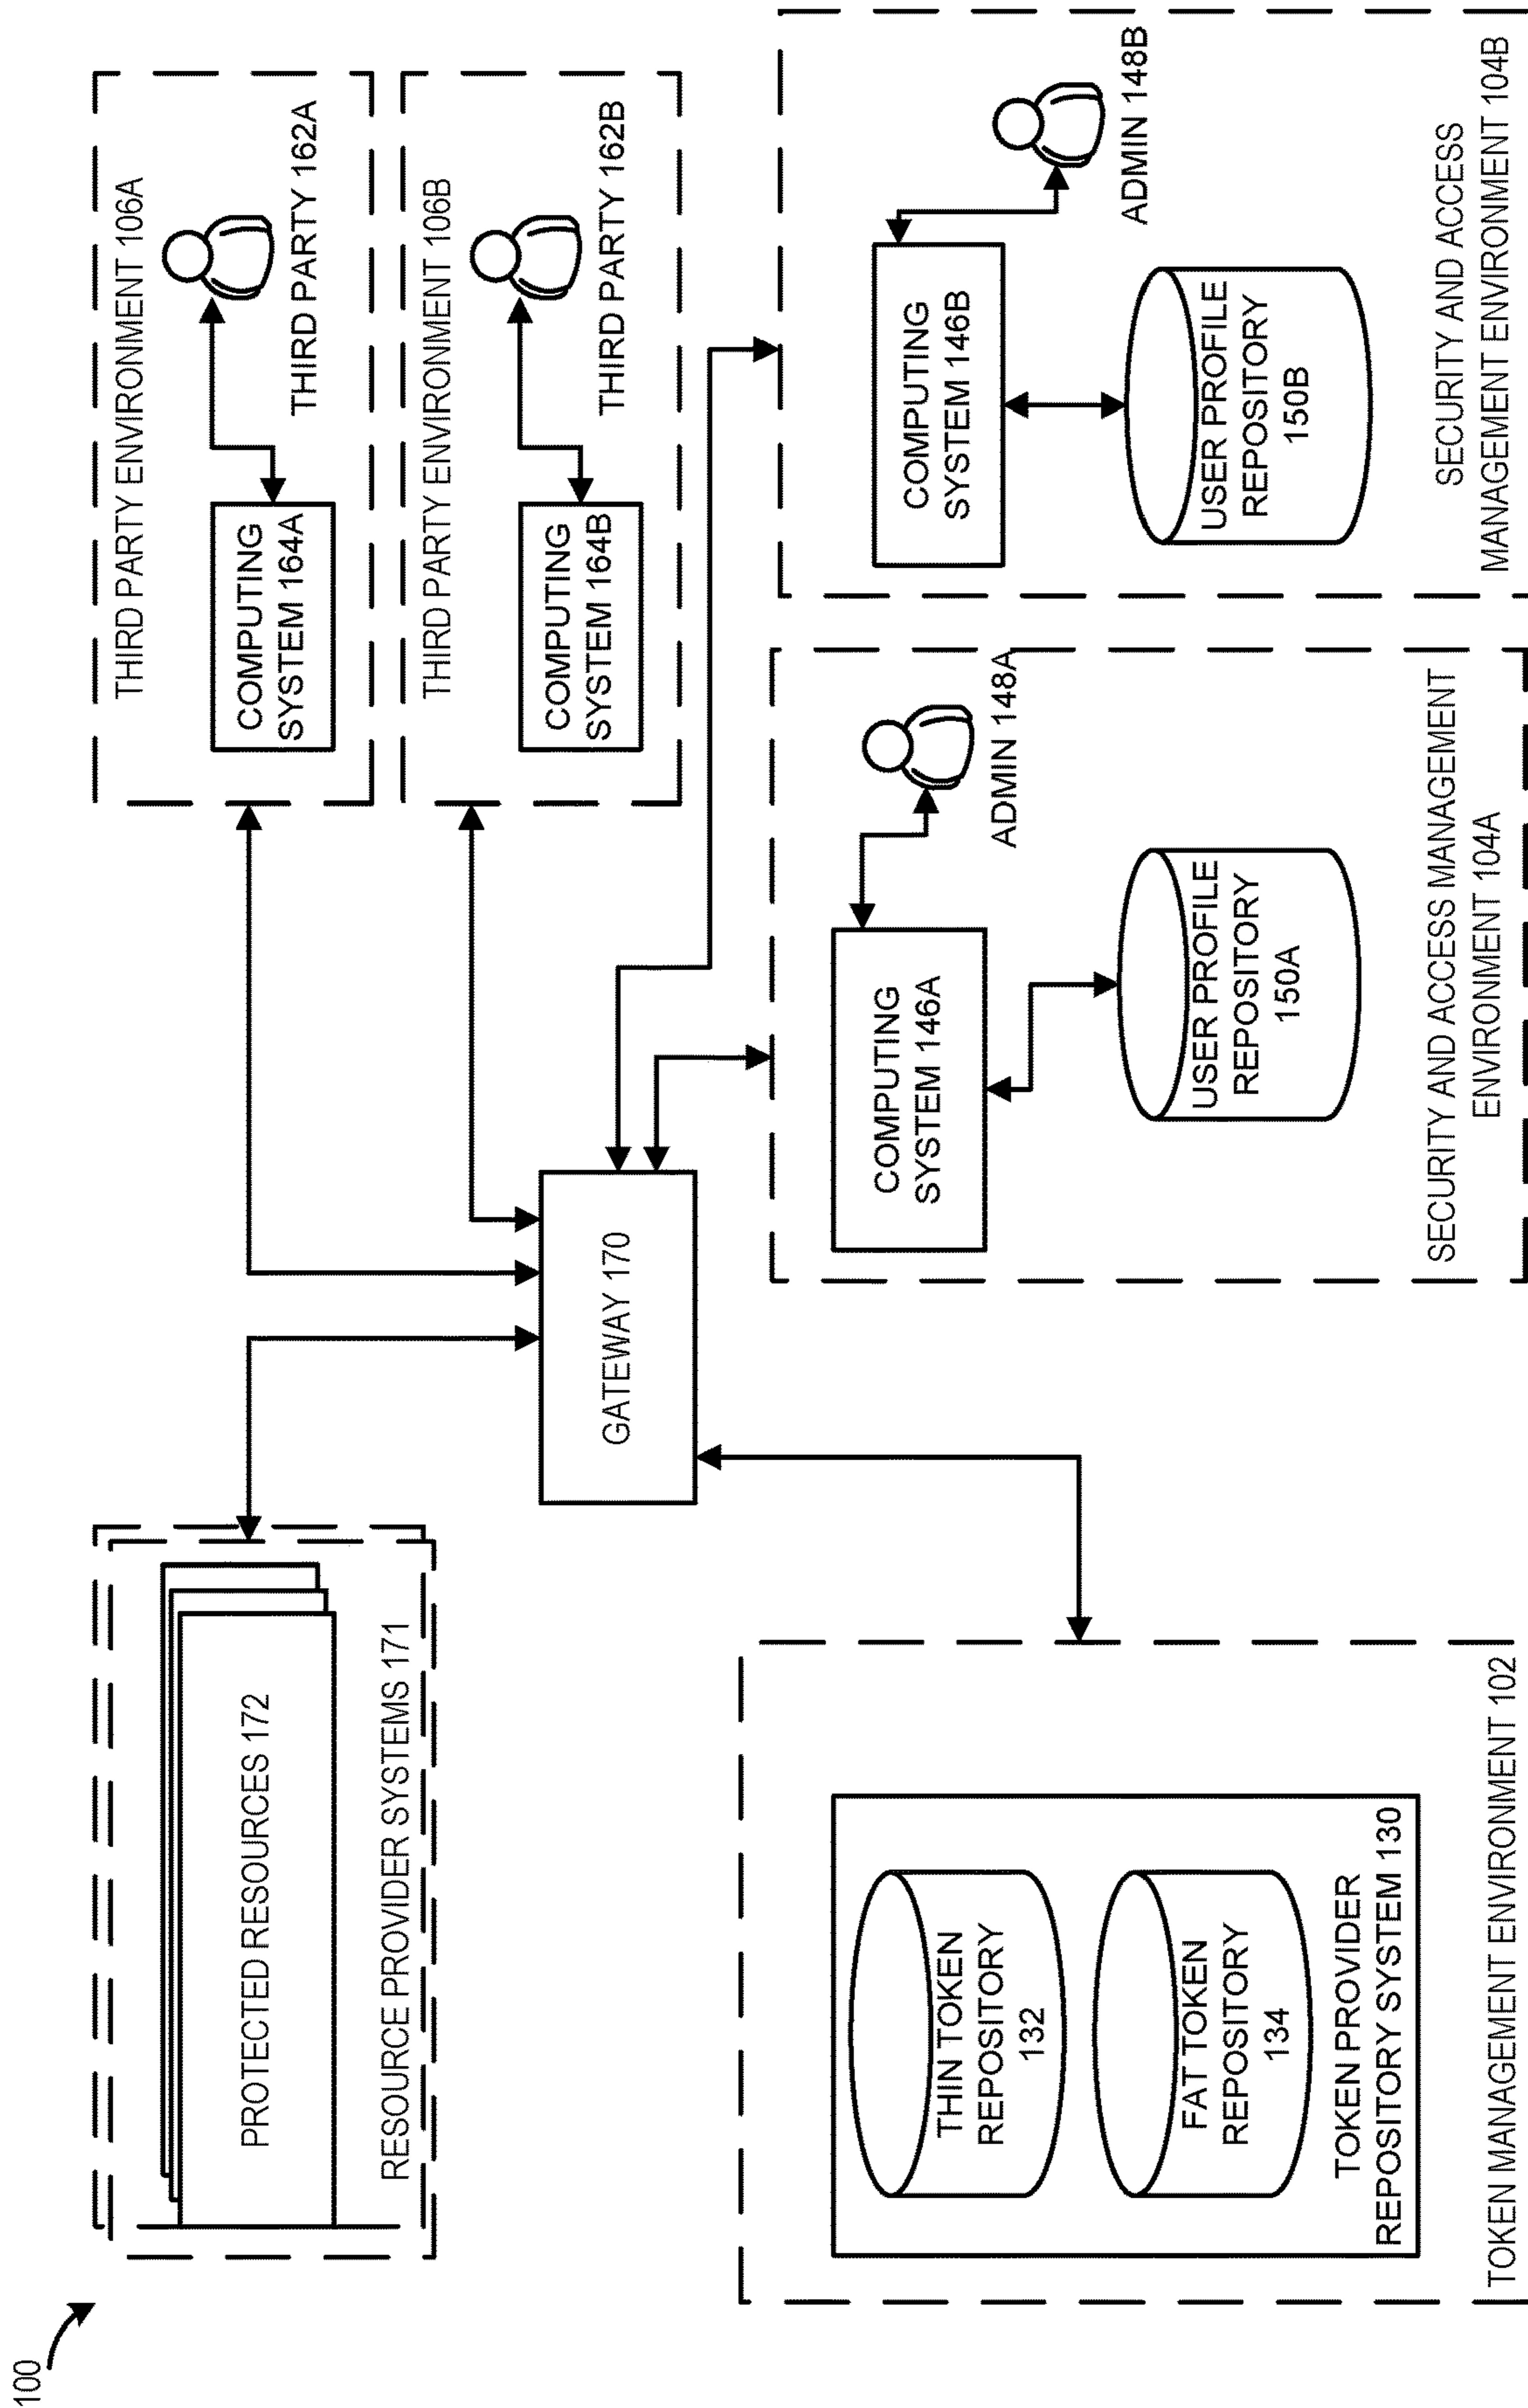 100
PROTECTED RESOURCES 172
RESOURCE PROVIDER SYSTEMS 171
THIRD PARTY ENVIRONMENT 106A
COMPUTING
SYSTEM 164A
THIRD PARTY 162A
THIRD PARTY ENVIRONMENT 106B
COMPUTING
SYSTEM 164B
THIRD PARTY 162B
GATEWAY 170
THIN TOKEN
REPOSITORY
132
FAT TOKEN
REPOSITORY
134
TOKEN PROVIDER
REPOSITORY SYSTEM 130
TOKEN MANAGEMENT ENVIRONMENT 102
COMPUTING
SYSTEM 146A
ADMIN 148A
USER PROFILE
REPOSITORY
150A
SECURITY AND ACCESS MANAGEMENT
ENVIRONMENT 104A
COMPUTING
SYSTEM 146B
ADMIN 148B
USER PROFILE
REPOSITORY
150B
SECURITY AND ACCESS
MANAGEMENT ENVIRONMENT 104B